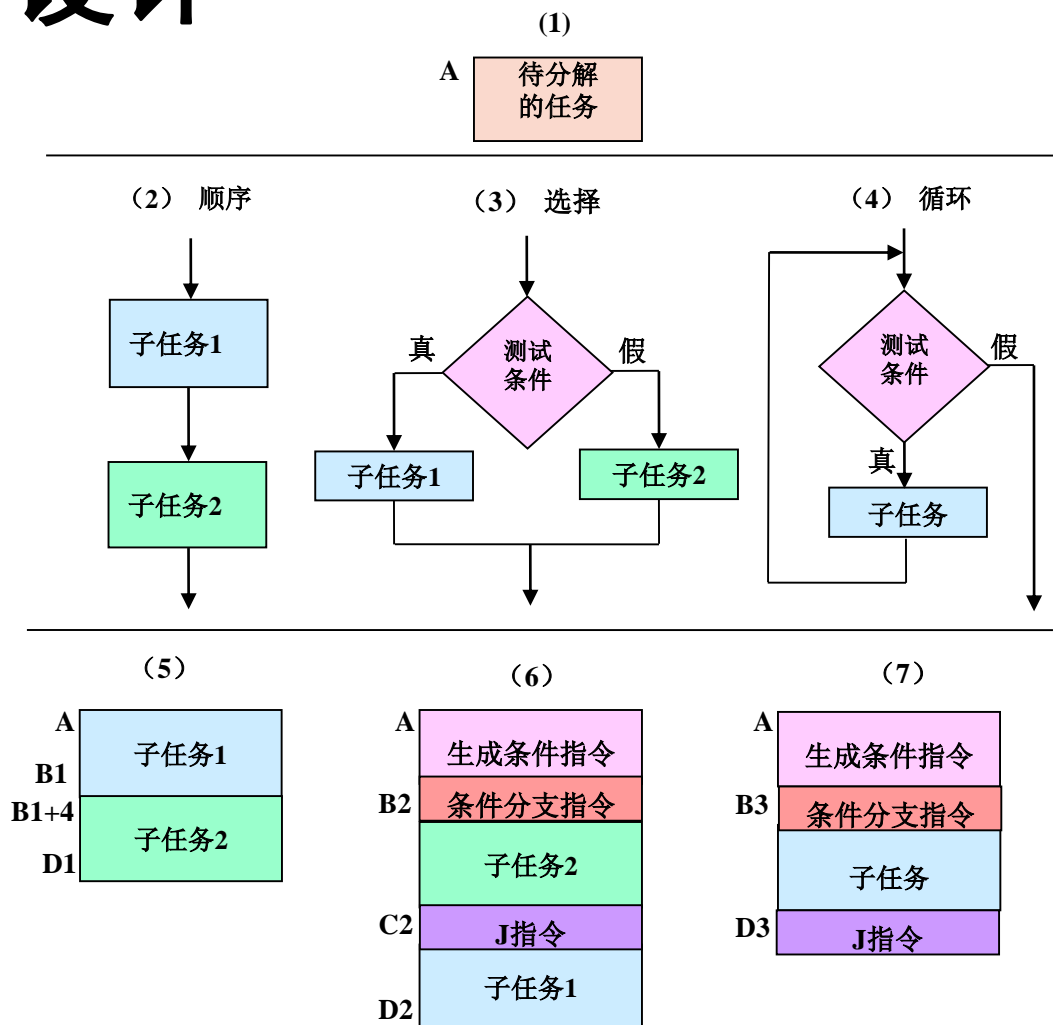 设计
(1)
A
待分解
的任务
（2） 顺序
（3） 选择
（4） 循环
子任务1
子任务2
测试
条件
真
假
子任务1
子任务2
测试
条件
假
真
子任务
（5）
（6）
（7）
A
子任务1
B1
B1+4
子任务2
D1
A
生成条件指令
B2
条件分支指令
子任务2
C2
J指令
子任务1
D2
A
生成条件指令
B3
条件分支指令
子任务
D3
J指令